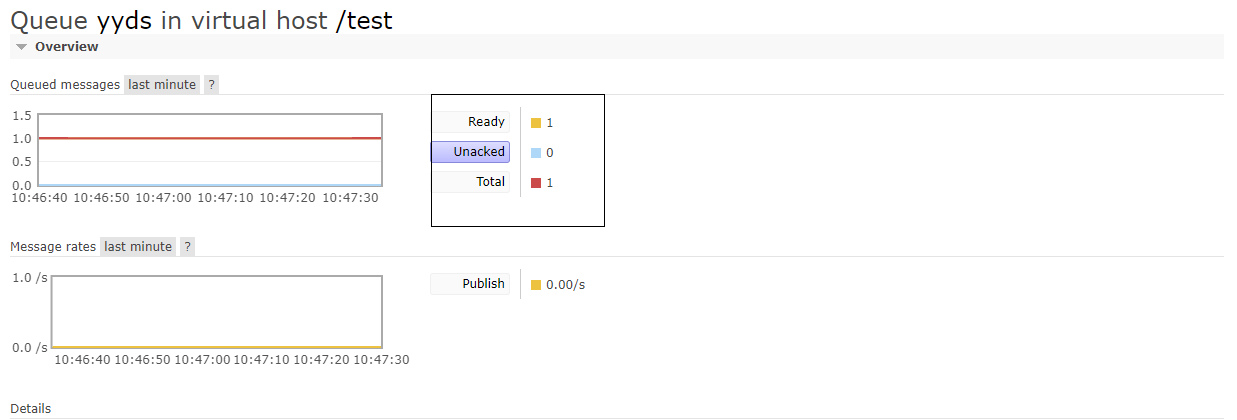 Queue yyds in virtual host /test
Overview
Queued messages last minute ?
1.5
1.0
0.5
0.0
10:46:40 10:46:50 10:47:00 10:47:10 10:47:20 10:47:30
Ready 1
Unacked 0
Total 1
Message rates last minute ?
1.0 /s
0.0 /s
10:46:40 10:46:50 10:47:00 10:47:10 10:47:20 10:47:30
Publish 0.00/s
Details